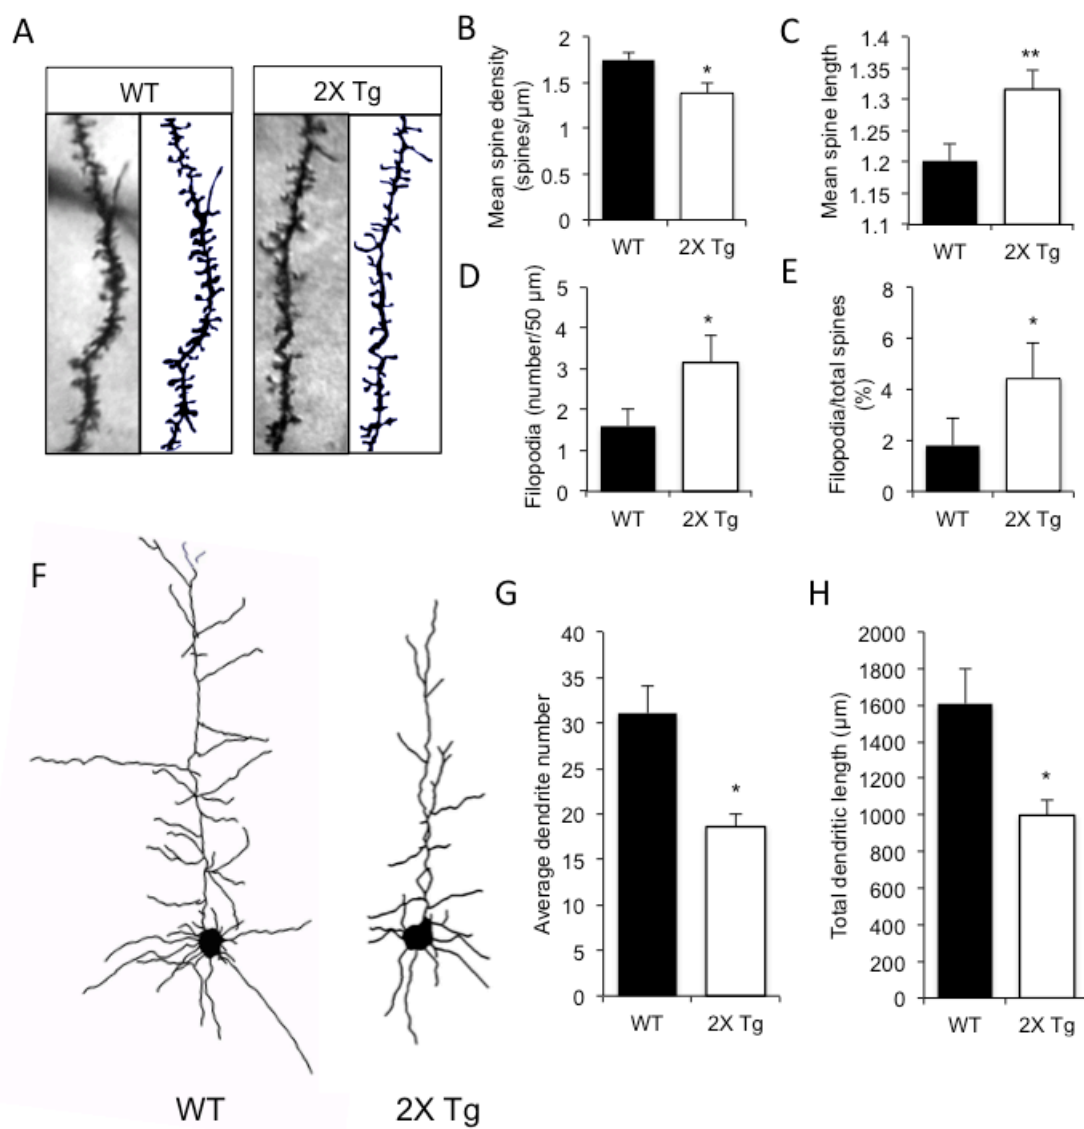 A
WT
2X Tg
B
Mean spine density
(spines/μm)
2
1.5
1
0.5
0
*
WT
2X Tg
C
Mean spine length
1.4
1.35
1.3
1.25
1.2
1.15
1.1
**
WT
2X Tg
D
Filopodia (number/50 μm)
5
4
3
2
1
0
*
WT
2X Tg
E
Filopodia/total spines
(%)
8
6
4
2
0
*
WT
2X Tg
F
WT
2X Tg
G
Average dendrite number
40
35
30
25
20
15
10
5
0
*
WT
2X Tg
H
Total dendritic length (μm)
2000
1800
1600
1400
1200
1000
800
600
400
200
0
*
WT
2X Tg